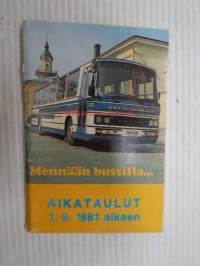 Mennään bussilla...
AIKATAULUT
1. 9. 1981 alkaen